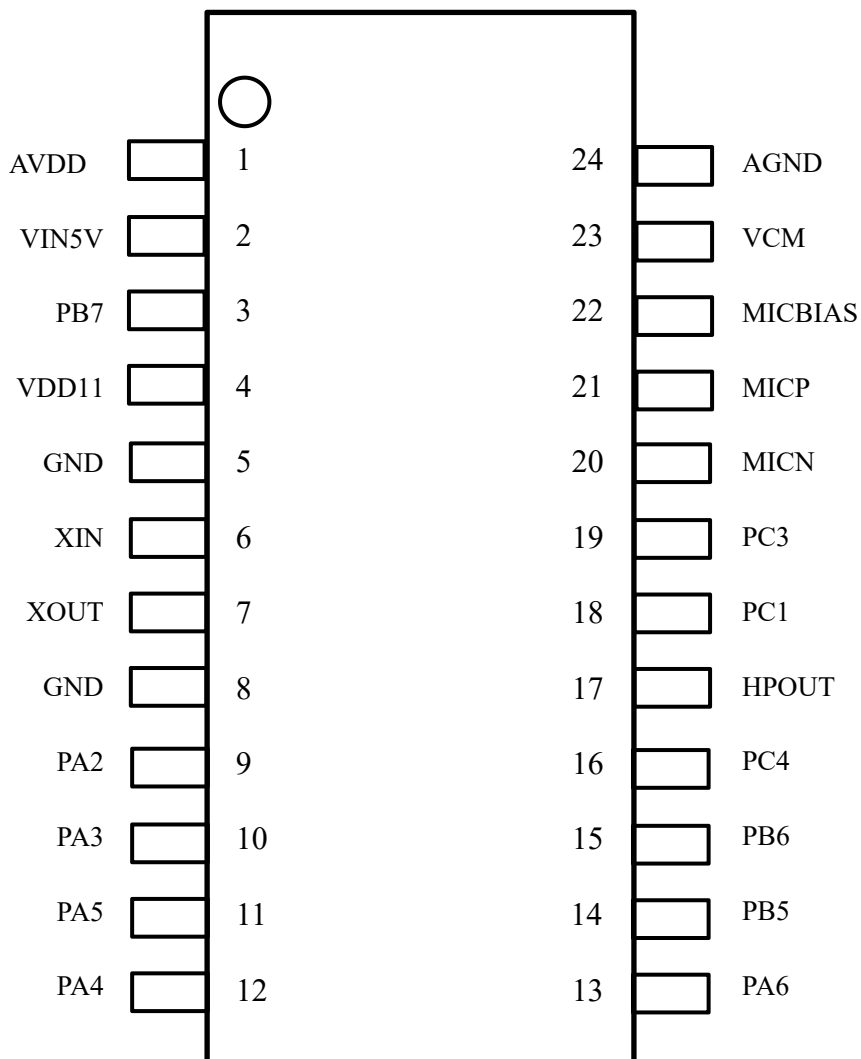 AVDD 1 24 AGND
VIN5V 2 23 VCM
PB7 3 22 MICBIAS
VDD11 4 21 MICP
GND 5 20 MICN
XIN 6 19 PC3
XOUT 7 18 PC1
GND 8 17 HPOUT
PA2 9 16 PC4
PA3 10 15 PB6
PA5 11 14 PB5
PA4 12 13 PA6